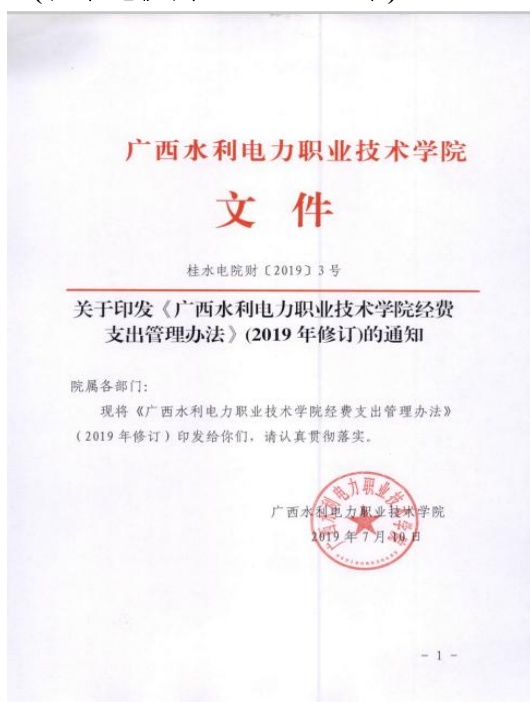 广西水利电力职业技术学院
文 件
桂水电院财〔2019〕3号
关于印发《广西水利电力职业技术学院经费
支出管理办法》(2019年修订)的通知
院属各部门:
现将《广西水利电力职业技术学院经费支出管理办法》
(2019年修订)印发给你们，请认真贯彻落实。
广西水利电力职业技术学院
2019年7月10日
- 1 -